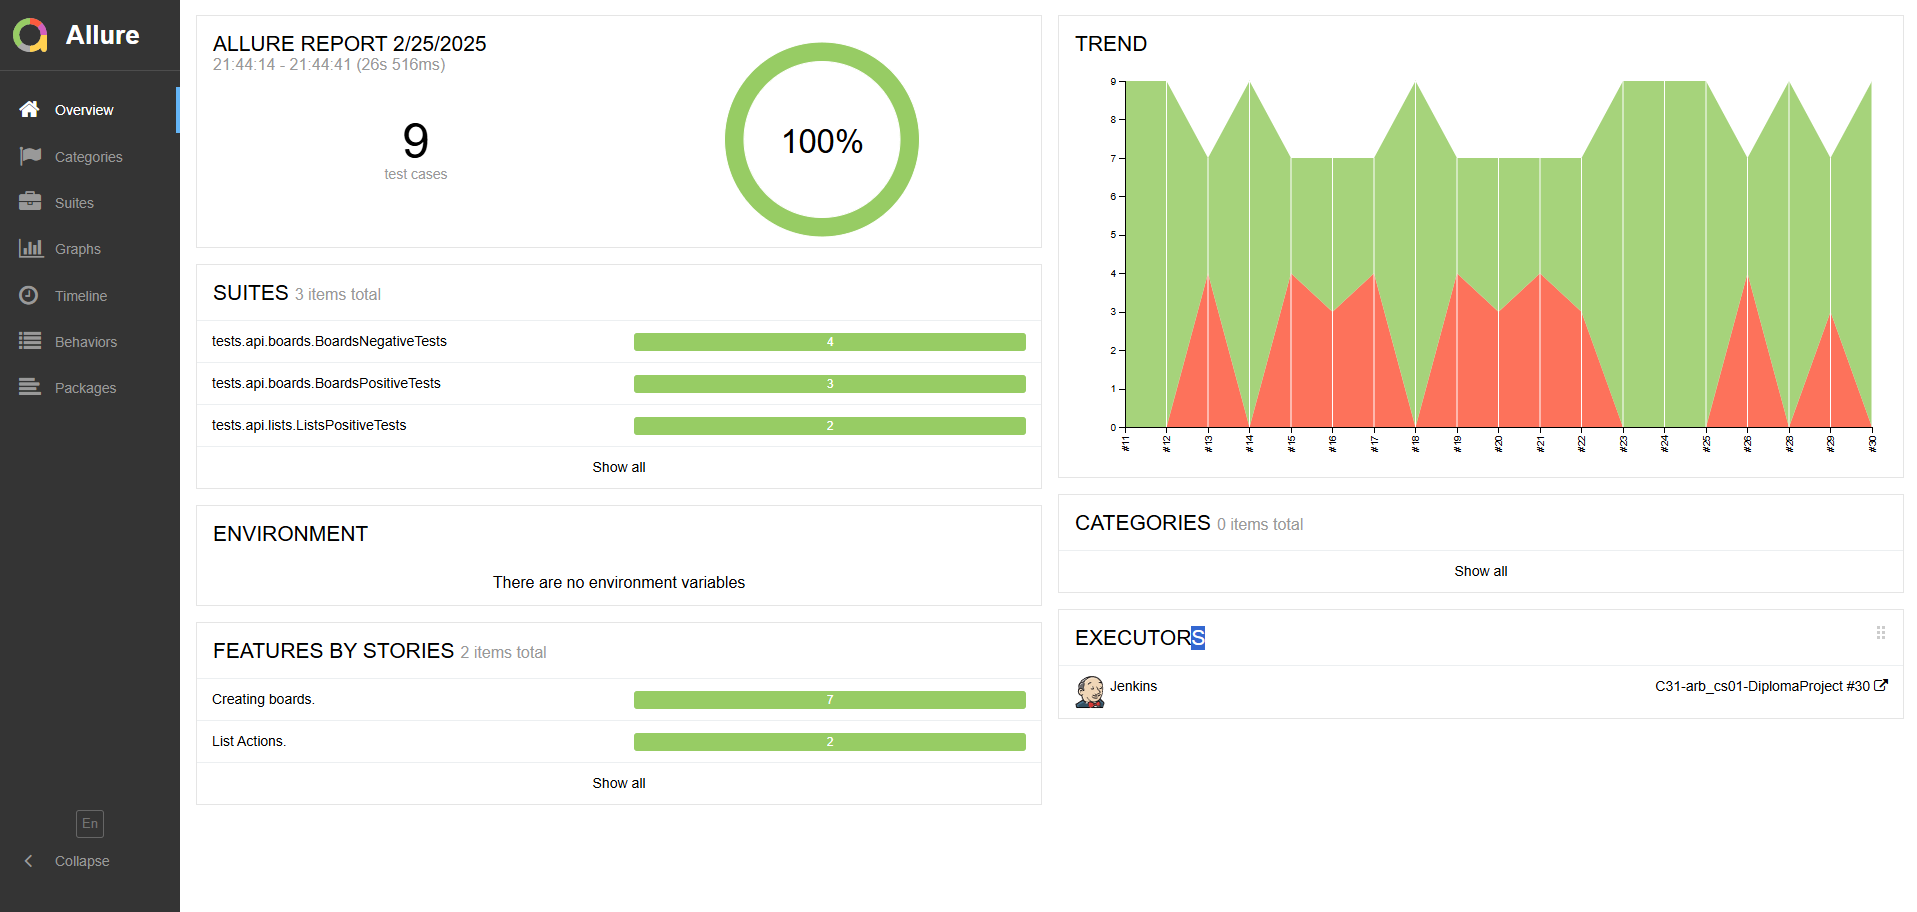 Allure
Overview
Categories
Suites
Graphs
Timeline
Behaviors
Packages
En
Collapse
ALLURE REPORT 2/25/2025
21:44:14 - 21:44:41 (26s 516ms)
9
test cases
100%
SUITES 3 items total
tests.api.boards.BoardsNegativeTests 4
tests.api.boards.BoardsPositiveTests 3
tests.api.lists.ListsPositiveTests 2
Show all
ENVIRONMENT
There are no environment variables
FEATURES BY STORIES 2 items total
Creating boards. 7
List Actions. 2
Show all
TREND
9
8
7
6
5
4
3
2
1
0
#11 #12 #13 #14 #15 #16 #17 #18 #19 #20 #21 #22 #23 #24 #25 #26 #28 #29 #30
CATEGORIES 0 items total
Show all
EXECUTORS
Jenkins C31-arb_cs01-DiplomaProject #30